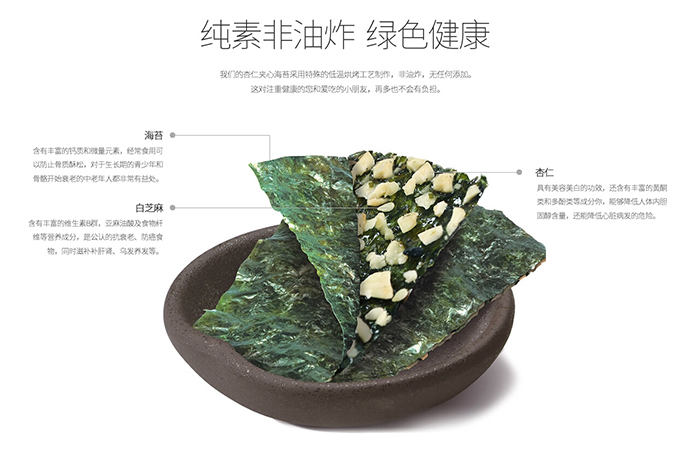 纯素非油炸 绿色健康
我们的杏仁夹心海苔采用特殊的低温烘烤工艺制作，非油炸，无任何添加。
这对注重健康的您和爱吃的小朋友，再多也不会有负担。
海苔
含有丰富的钙质和微量元素，经常食用可
以防止骨质酥松，对于生长期的青少年和
骨骼开始衰老的中老年人都非常有益处。
白芝麻
含有丰富的维生素B群，亚麻油酸及食物纤
维等营养成分，是公认的抗衰老、防癌食
物，同时滋补补肝肾、乌发养发等。
杏仁
具有美容美白的功效，还含有丰富的黄酮
类和多酚类等成分你，能够降低人体内胆
固醇含量，还能降低心脏病发的危险。